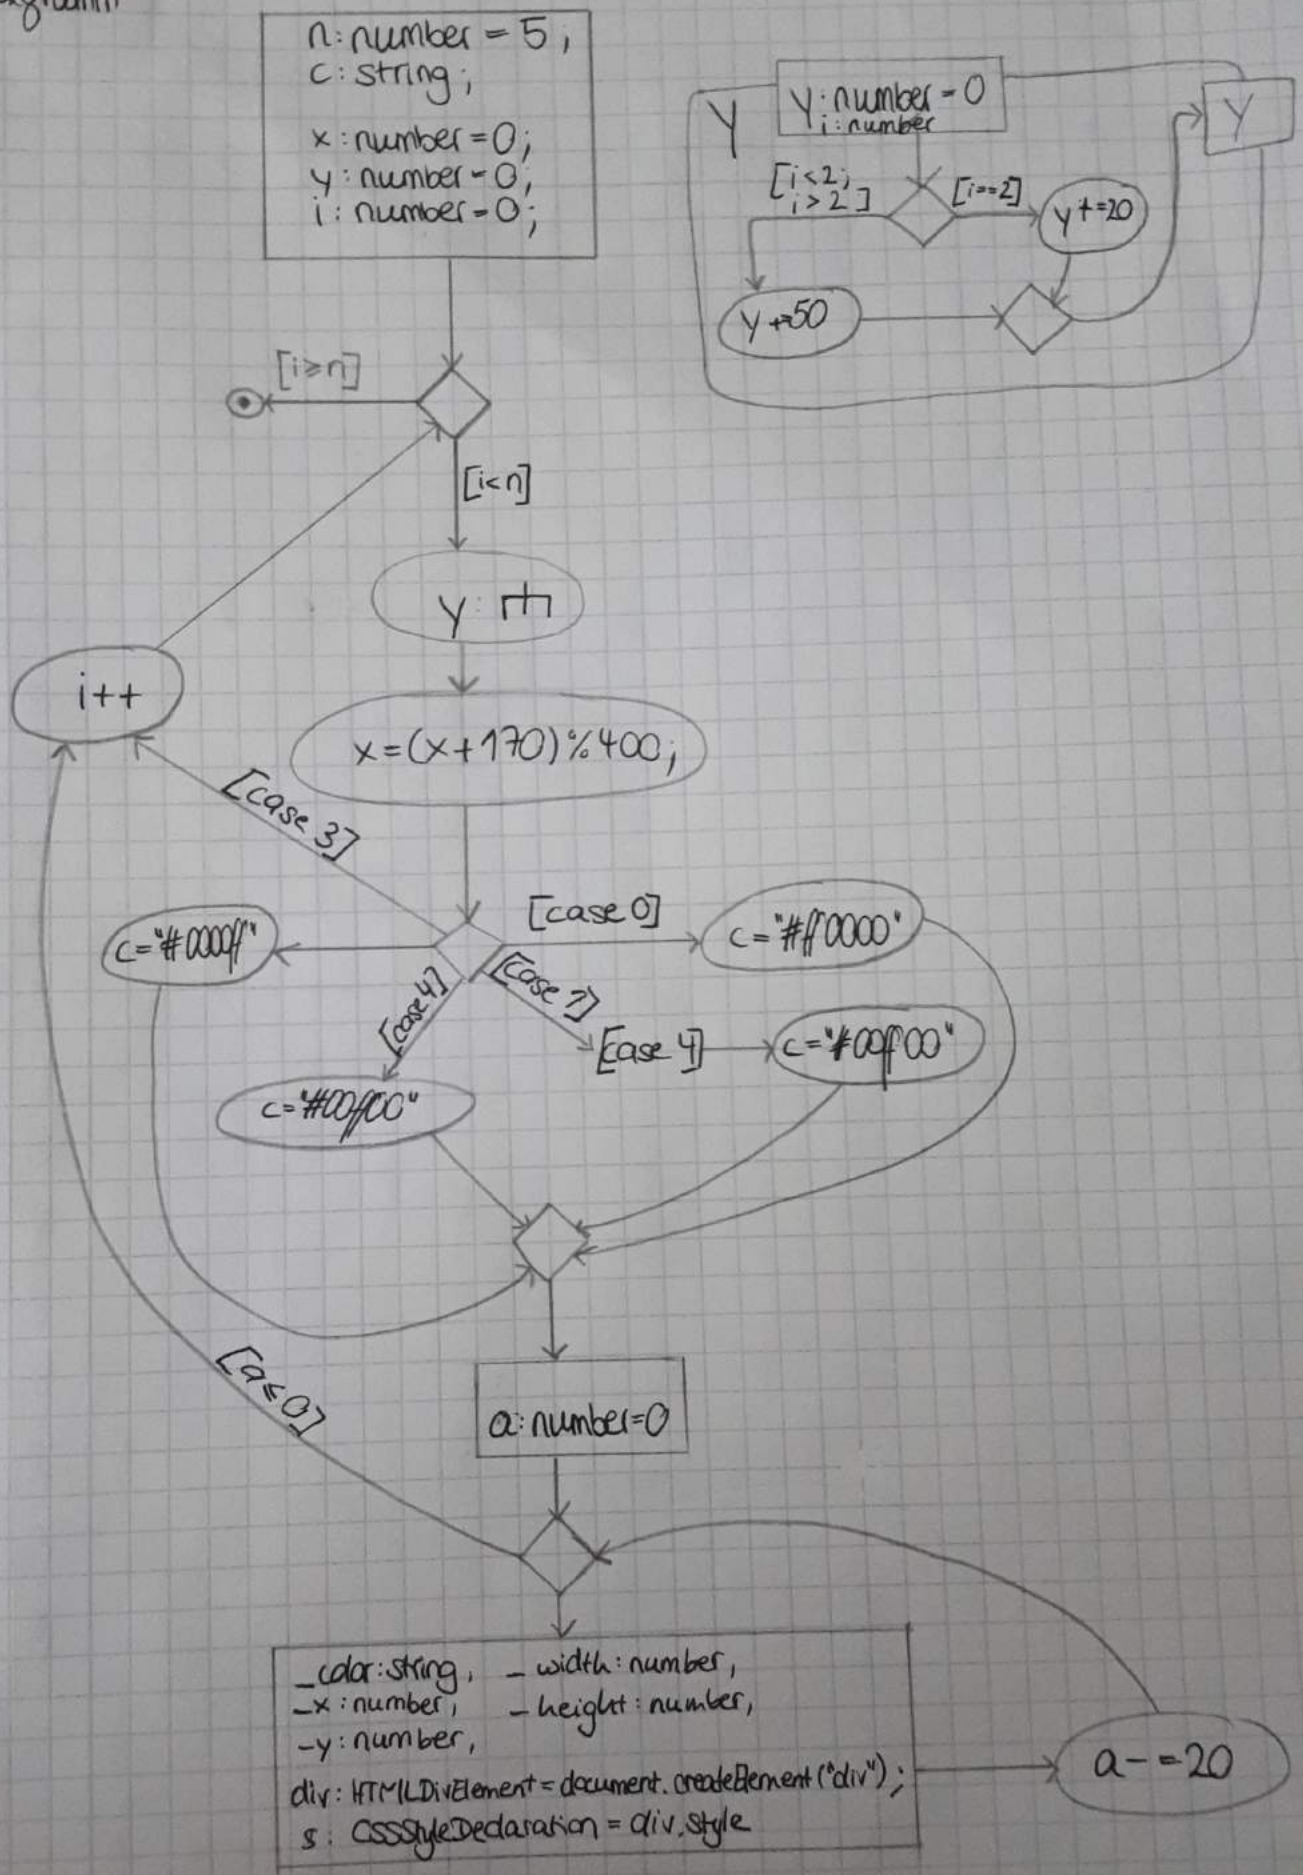 n: number = 5;
c: string;
x: number = 0;
y: number = 0;
i: number = 0;
y
y: number = 0
i: number
y
[i<2;
i>2]
[i==2]
y+=20
y+=50
[i≥n]
[i<n]
y:
i++
x=(x+170)%400;
[case 3]
[case 0]
c="#ff0000"
c="#0000ff"
[case 4]
[case 1]
[case 4]
c="#00ff00"
c="#00ff00"
[a≤0]
a: number=0
_color: string, _width: number,
_x: number, _height: number,
_y: number,
div: HTMLDivElement = document.createElement("div");
s: CSSStyleDeclaration = div.style
a-=20